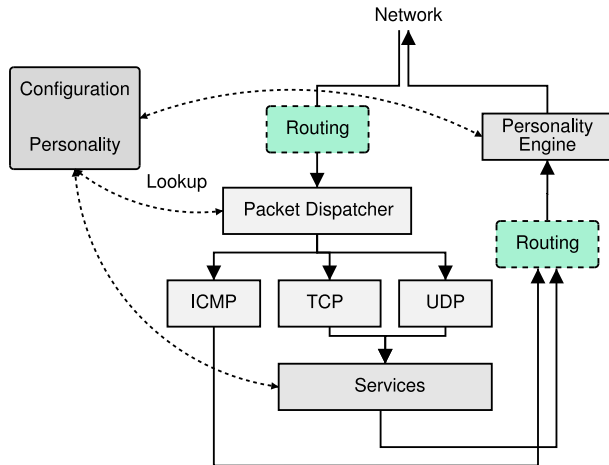 Network
Configuration
Personality
Routing
Personality
Engine
Lookup
Packet Dispatcher
Routing
ICMP
TCP
UDP
Services